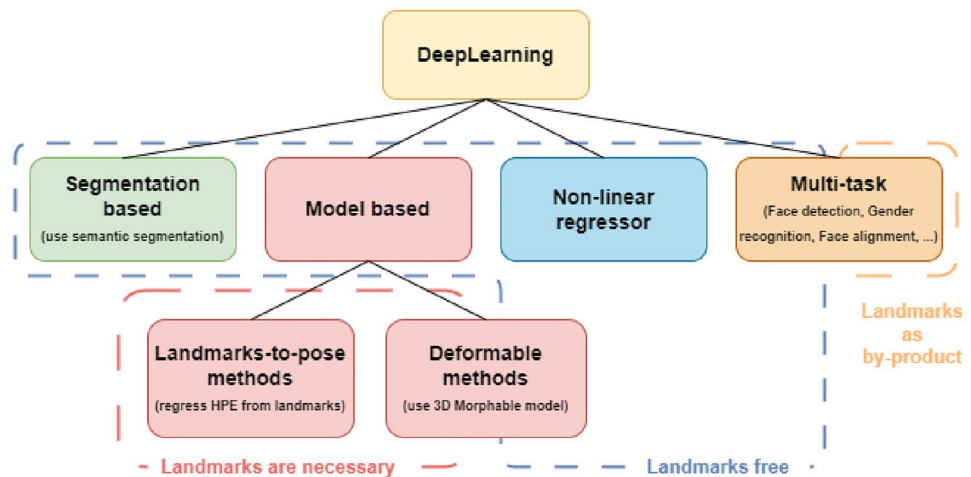 DeepLearning
Segmentation
based
(use semantic segmentation)
Model based
Non-linear
regressor
Multi-task
(Face detection, Gender
recognition, Face alignment, ...)
Landmarks
as
by-product
Landmarks-to-pose
methods
(regress HPE from landmarks)
Deformable
methods
(use 3D Morphable model)
Landmarks are necessary
Landmarks free